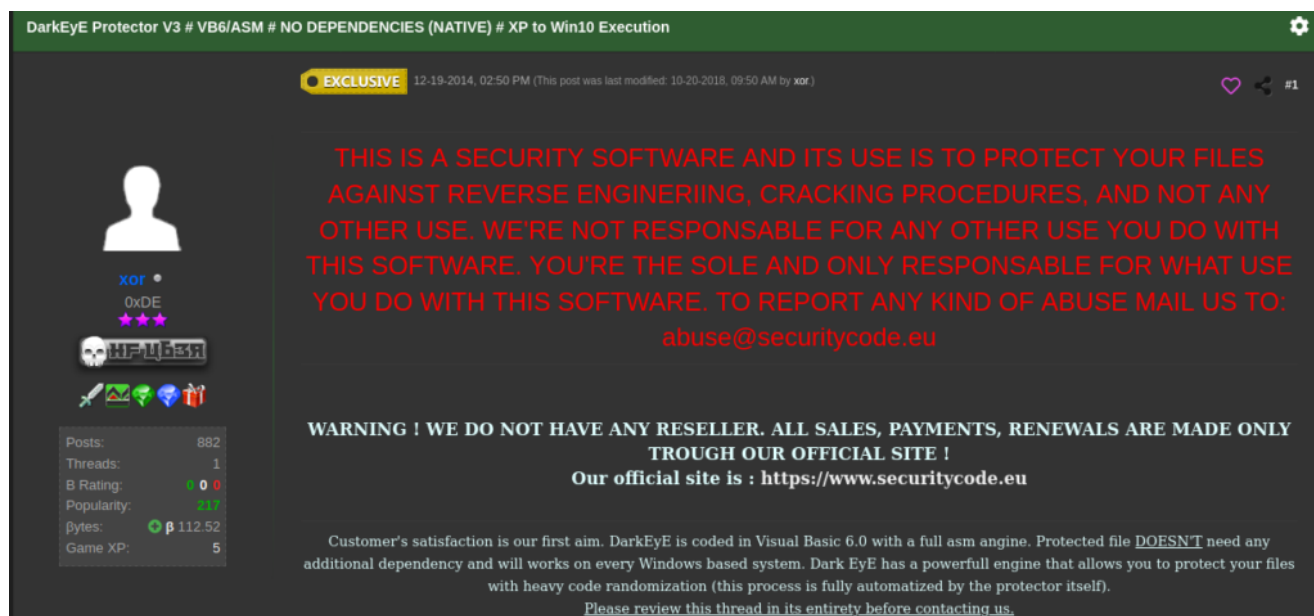 DarkEyE Protector V3 # VB6/ASM # NO DEPENDENCIES (NATIVE) # XP to Win10 Execution
EXCLUSIVE 12-19-2014, 02:50 PM (This post was last modified: 10-20-2018, 09:50 AM by xor.)
#1
THIS IS A SECURITY SOFTWARE AND ITS USE IS TO PROTECT YOUR FILES
AGAINST REVERSE ENGINERIING, CRACKING PROCEDURES, AND NOT ANY
OTHER USE. WE'RE NOT RESPONSABLE FOR ANY OTHER USE YOU DO WITH
THIS SOFTWARE. YOU'RE THE SOLE AND ONLY RESPONSABLE FOR WHAT USE
YOU DO WITH THIS SOFTWARE. TO REPORT ANY KIND OF ABUSE MAIL US TO:
abuse@securitycode.eu
xor
0xDE
Posts: 882
Threads: 1
B Rating: 0 0 0
Popularity: 217
βytes: β 112.52
Game XP: 5
WARNING ! WE DO NOT HAVE ANY RESELLER. ALL SALES, PAYMENTS, RENEWALS ARE MADE ONLY
TROUGH OUR OFFICIAL SITE !
Our official site is : https://www.securitycode.eu
Customer's satisfaction is our first aim. DarkEyE is coded in Visual Basic 6.0 with a full asm angine. Protected file DOESN'T need any
additional dependency and will works on every Windows based system. Dark EyE has a powerfull engine that allows you to protect your files
with heavy code randomization (this process is fully automatized by the protector itself).
Please review this thread in its entirety before contacting us.